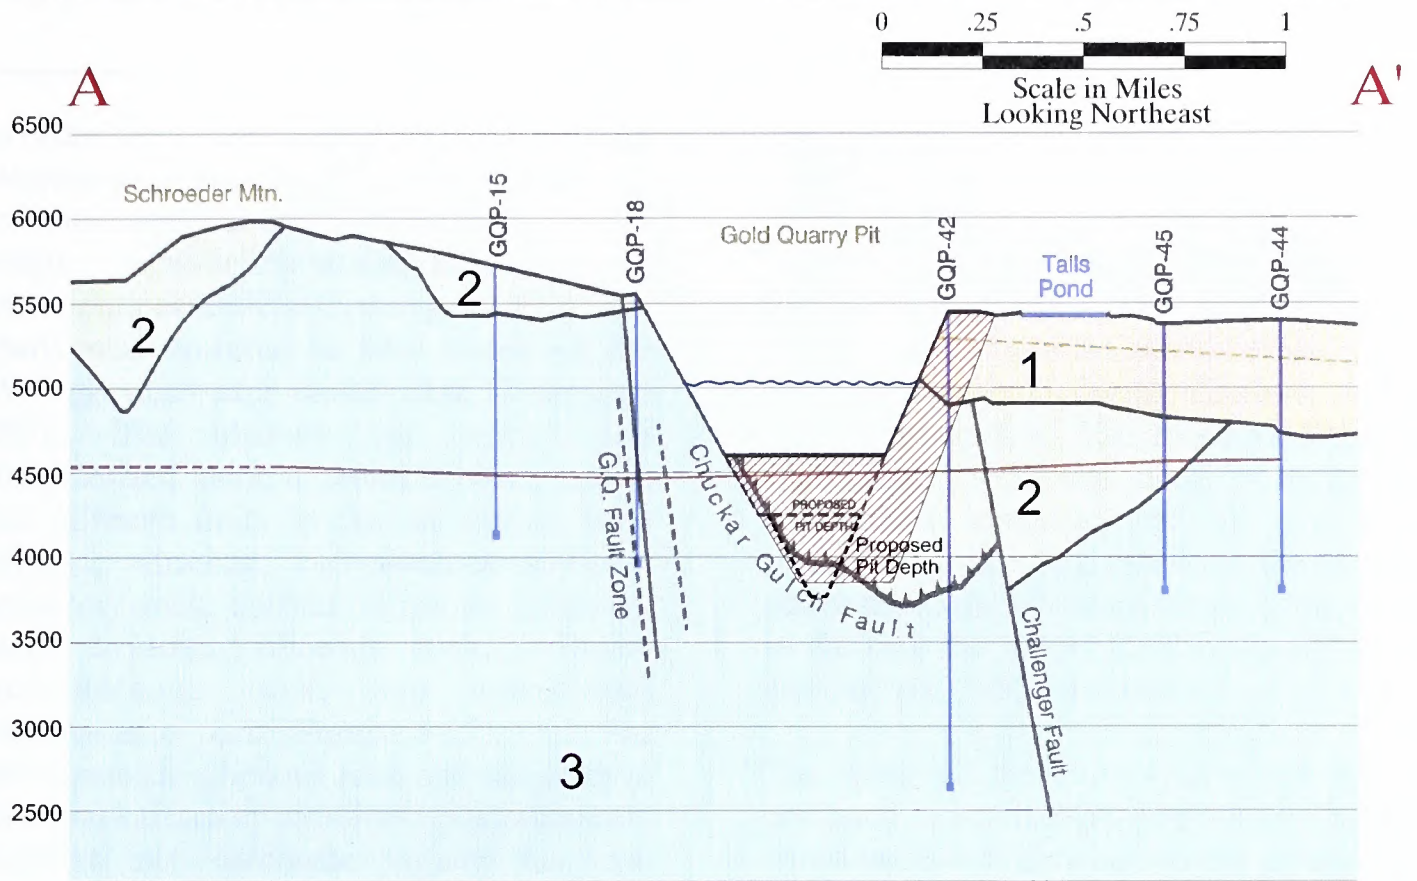 0 .25 .5 .75 1
Scale in Miles
Looking Northeast
A
A'
6500
6000
5500
5000
4500
4000
3500
3000
2500
Schroeder Mtn.
GQP-15
GQP-18
Gold Quarry Pit
GQP-42
Tails
Pond
GQP-45
GQP-44
2
2
1
2
3
G.Q. Fault Zone
Chuckar Gulch Fault
PROPOSED
PIT DEPTH
Proposed
Pit Depth
Challenger Fault